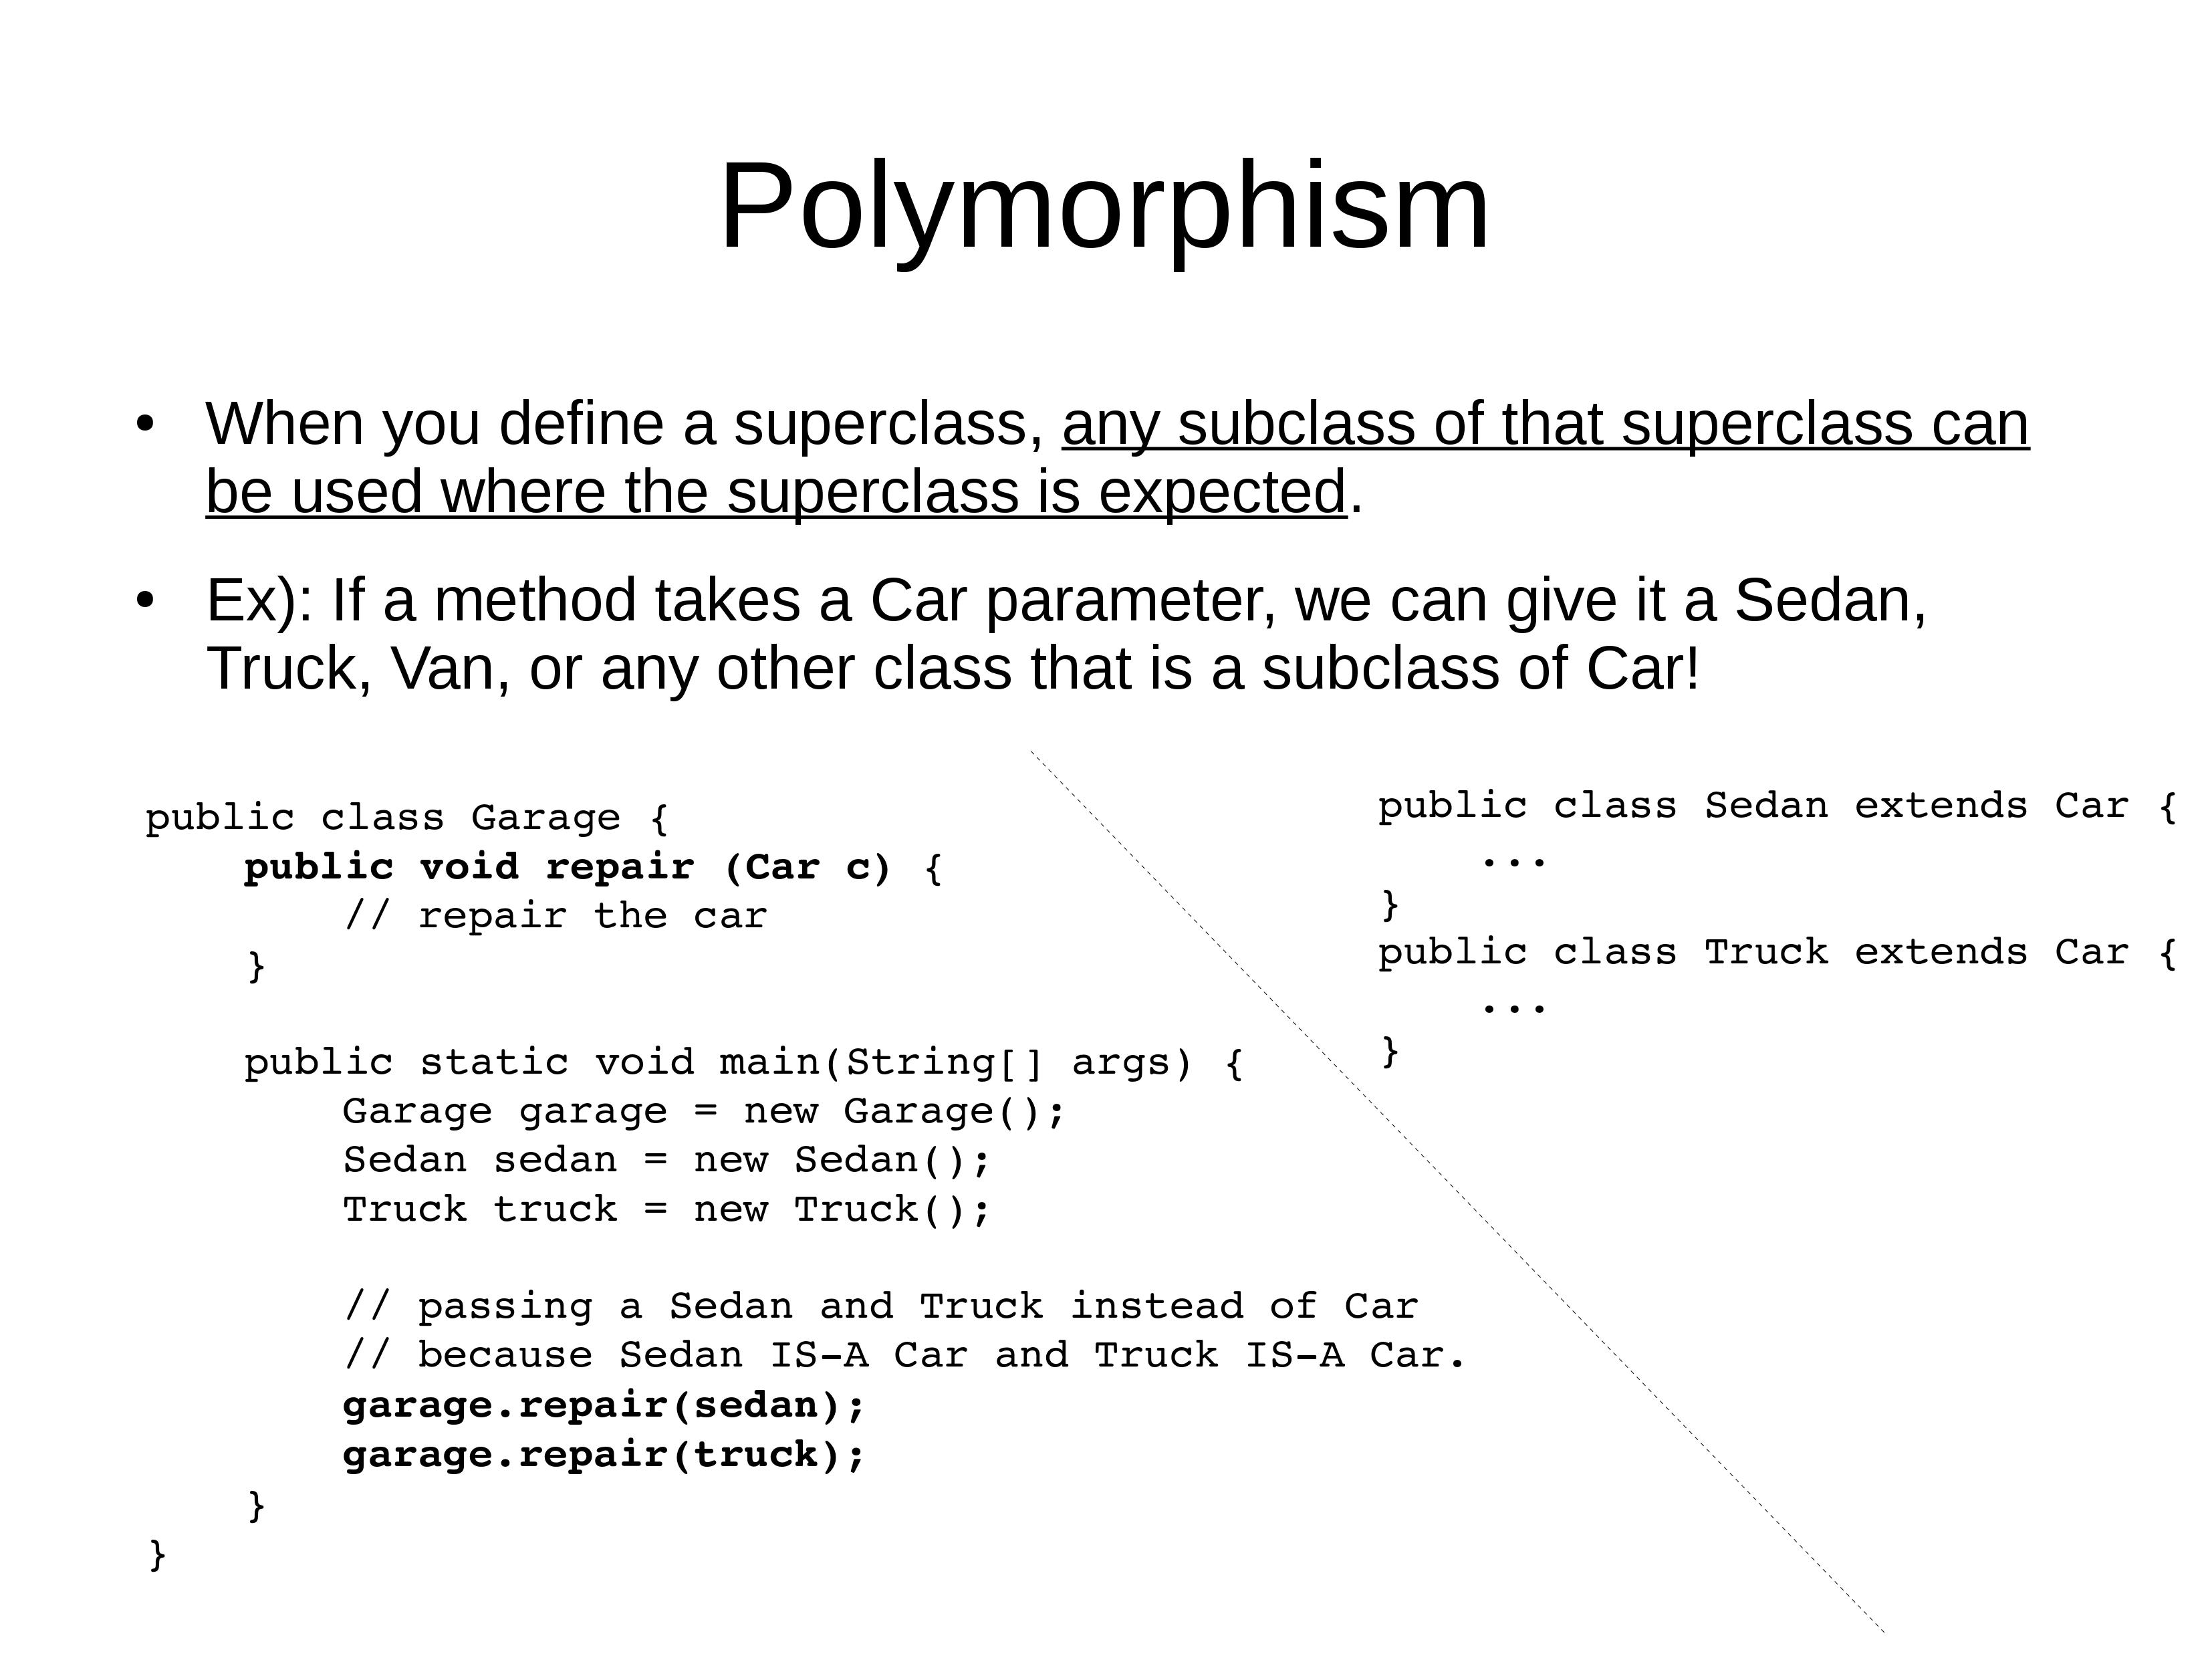 Polymorphism
• When you define a superclass, any subclass of that superclass can
be used where the superclass is expected.
• Ex): If a method takes a Car parameter, we can give it a Sedan,
Truck, Van, or any other class that is a subclass of Car!
public class Garage {
    public void repair (Car c) {
        // repair the car
    }

    public static void main(String[] args) {
        Garage garage = new Garage();
        Sedan sedan = new Sedan();
        Truck truck = new Truck();

        // passing a Sedan and Truck instead of Car
        // because Sedan IS-A Car and Truck IS-A Car.
        garage.repair(sedan);
        garage.repair(truck);
    }
}
public class Sedan extends Car {
    ...
}
public class Truck extends Car {
    ...
}